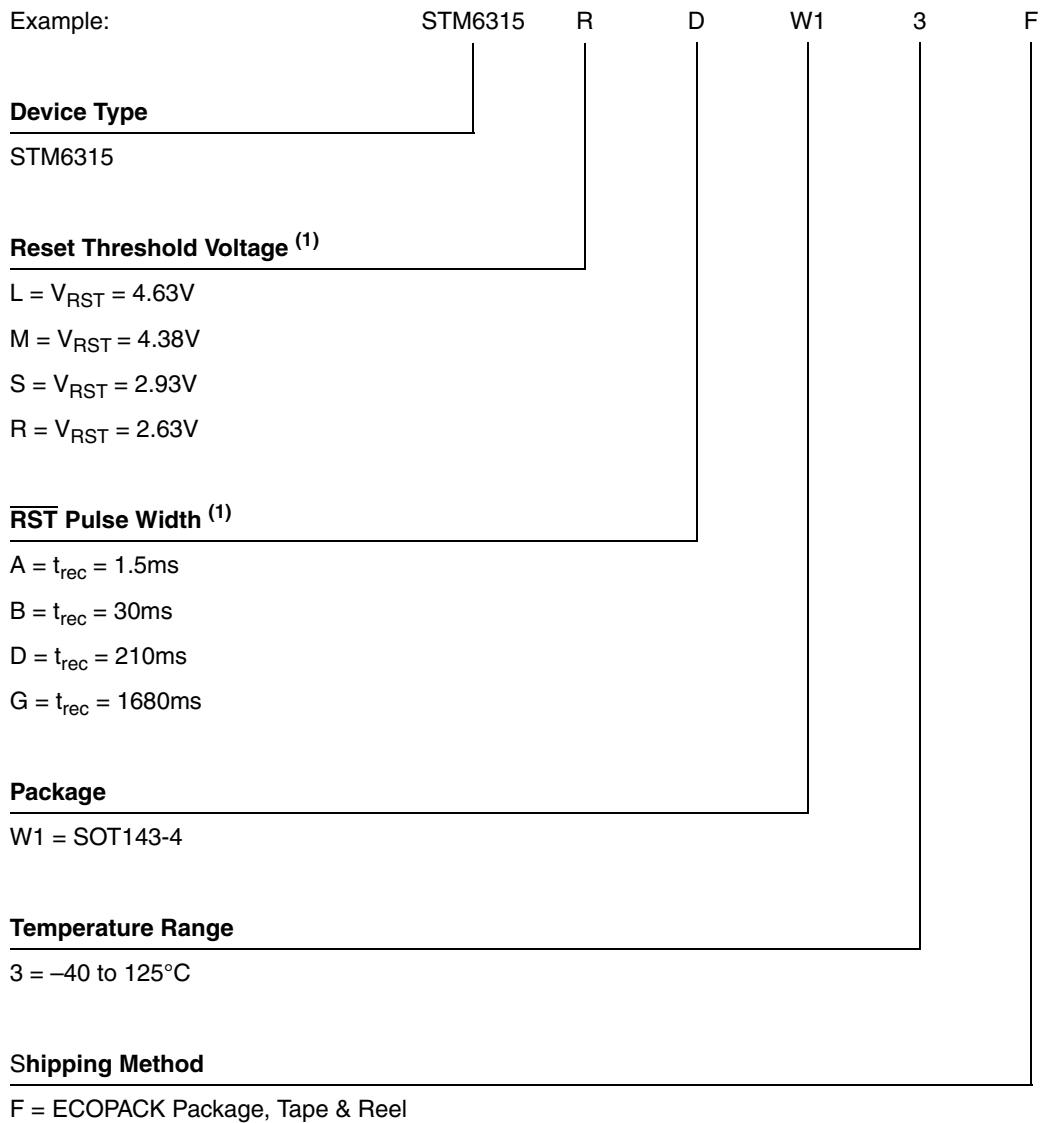 Example: STM6315 R D W1 3 F
Device Type
STM6315
Reset Threshold Voltage (1)
L = VRST = 4.63V
M = VRST = 4.38V
S = VRST = 2.93V
R = VRST = 2.63V
RST Pulse Width (1)
A = trec = 1.5ms
B = trec = 30ms
D = trec = 210ms
G = trec = 1680ms
Package
W1 = SOT143-4
Temperature Range
3 = –40 to 125°C
Shipping Method
F = ECOPACK Package, Tape & Reel